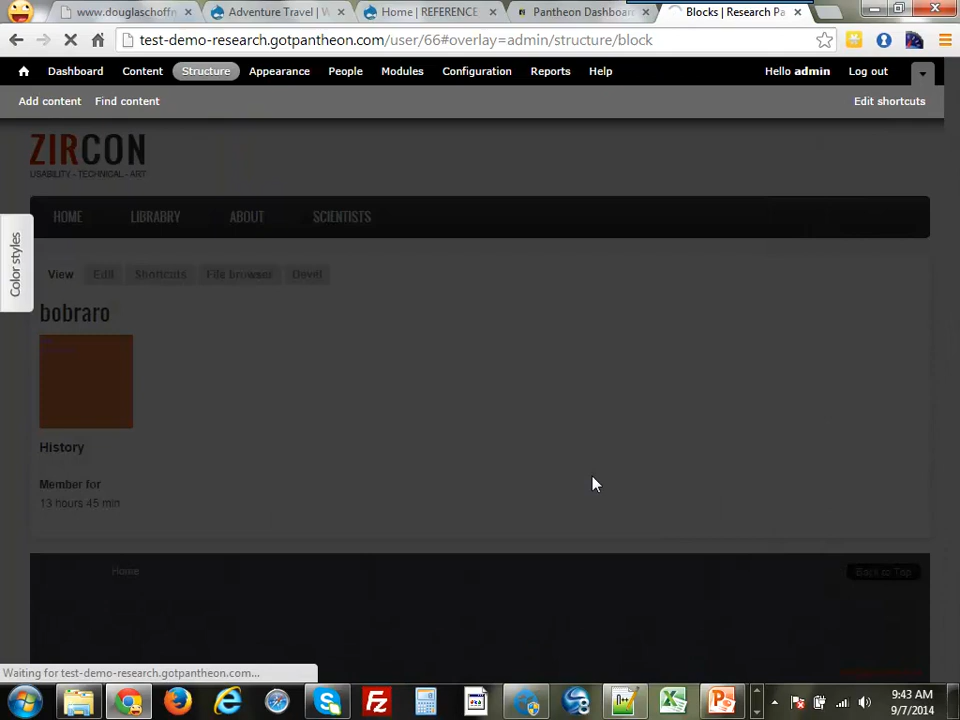 www.douglaschoffn
Adventure Travel | W
Home | REFERENCE
Pantheon Dashboard
Blocks | Research Pa
test-demo-research.gotpantheon.com/user/66#overlay=admin/structure/block
Dashboard Content Structure Appearance People Modules Configuration Reports Help Hello admin Log out
Add content Find content Edit shortcuts
ZIRCON
USABILITY - TECHNICAL - ART
HOME LIBRABRY ABOUT SCIENTISTS
Color styles
View Edit Shortcuts File browser Devel
bobraro
History
Member for
13 hours 45 min
Home Back to Top
Waiting for test-demo-research.gotpantheon.com...
9:43 AM
9/7/2014